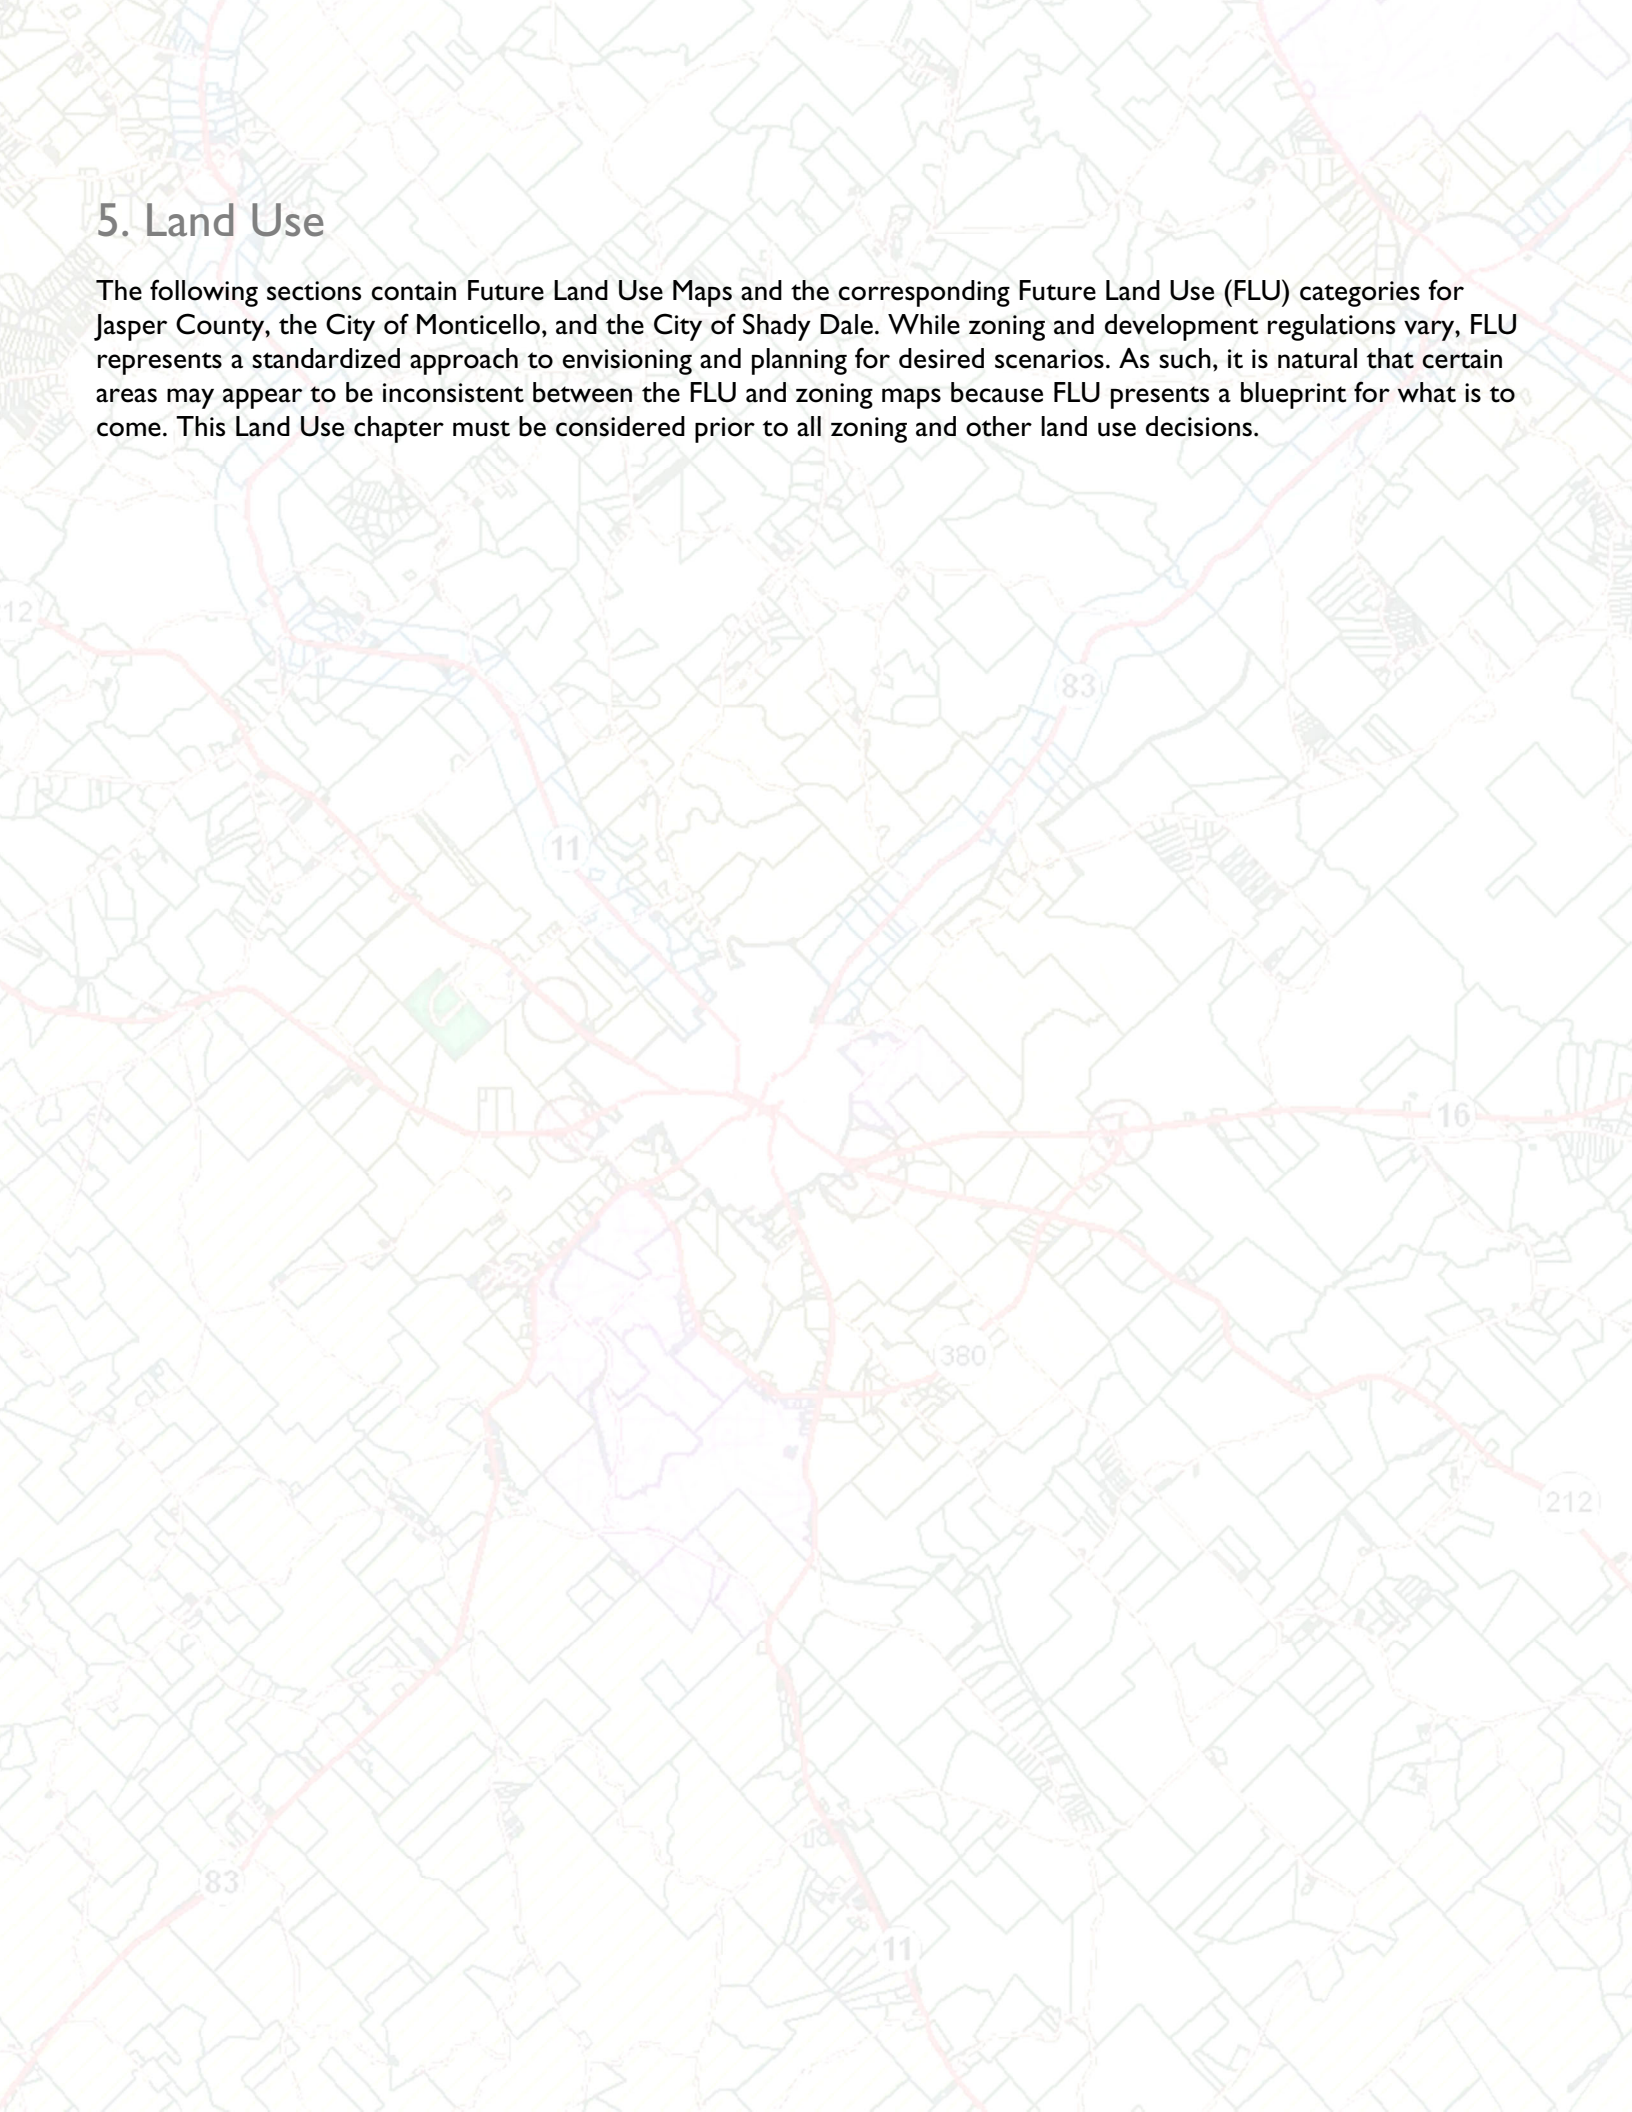 5. Land Use
The following sections contain Future Land Use Maps and the corresponding Future Land Use (FLU) categories for
Jasper County, the City of Monticello, and the City of Shady Dale. While zoning and development regulations vary, FLU
represents a standardized approach to envisioning and planning for desired scenarios. As such, it is natural that certain
areas may appear to be inconsistent between the FLU and zoning maps because FLU presents a blueprint for what is to
come. This Land Use chapter must be considered prior to all zoning and other land use decisions.
12
83
11
16
380
212
83
11